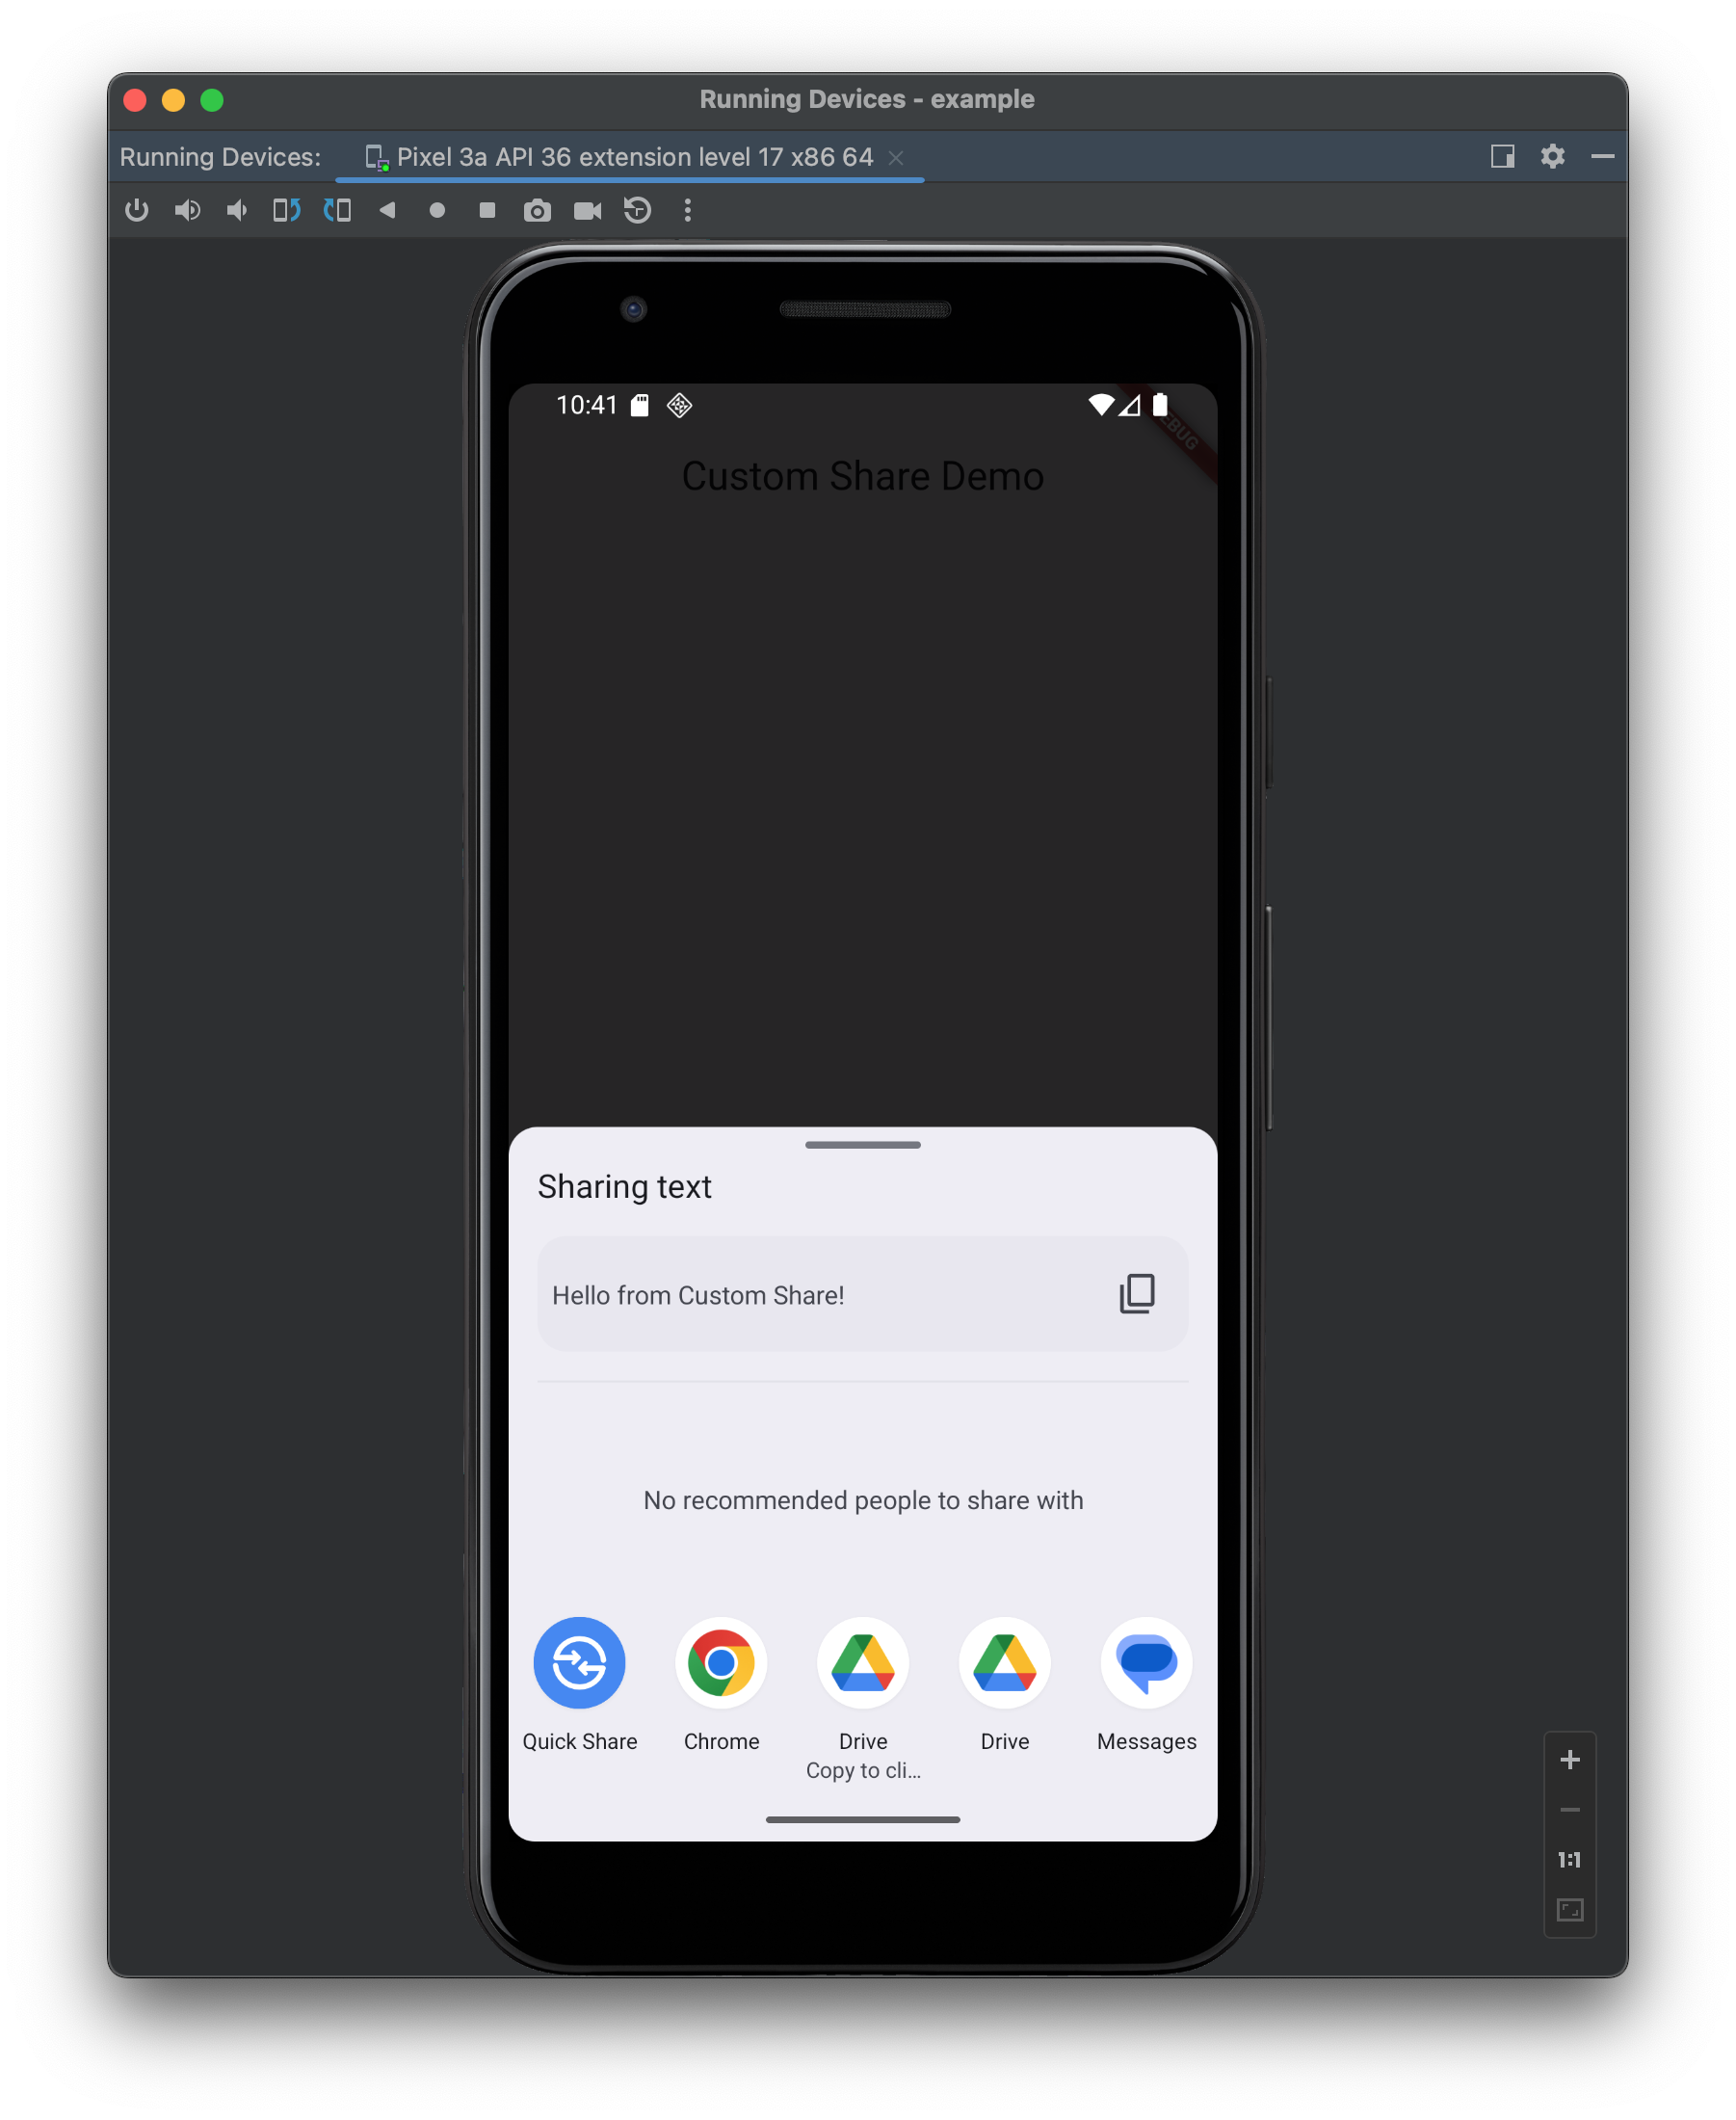 Running Devices - example
Running Devices: Pixel 3a API 36 extension level 17 x86 64
10:41
Custom Share Demo
Sharing text
Hello from Custom Share!
No recommended people to share with
Quick Share Chrome Drive Drive Messages
Copy to cli...
1:1